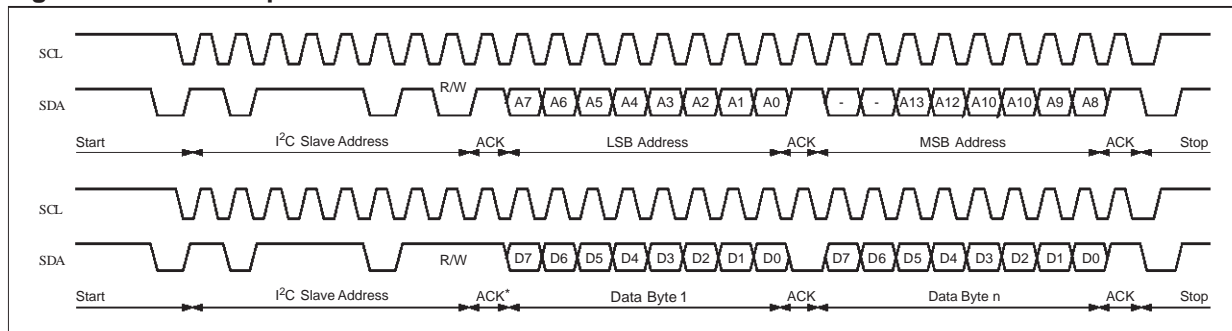 SCL
R/W
SDA A7 A6 A5 A4 A3 A2 A1 A0 - - A13 A12 A10 A10 A9 A8
Start I²C Slave Address ACK LSB Address ACK MSB Address ACK Stop
SCL
SDA R/W D7 D6 D5 D4 D3 D2 D1 D0 D7 D6 D5 D4 D3 D2 D1 D0
Start I²C Slave Address ACK* Data Byte 1 ACK Data Byte n ACK Stop